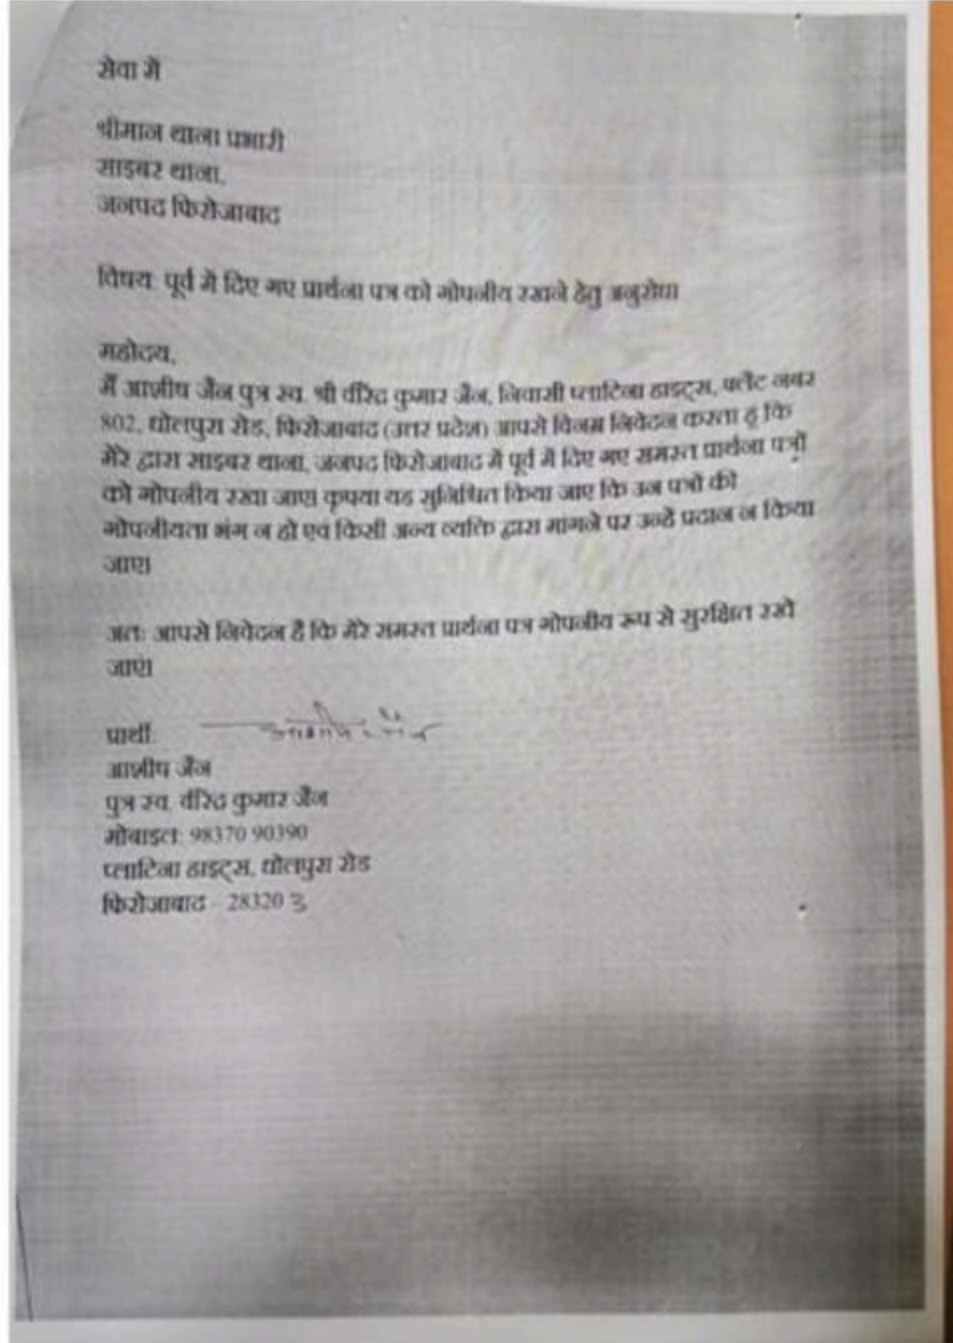 सेवा में
श्रीमान थाना प्रभारी
साइबर थाना,
जनपद फिरोजाबाद
विषय: पूर्व में दिए गए प्रार्थना पत्र को गोपनीय रखने हेतु अनुरोध
महोदय,
मैं आशीष जैन पुत्र स्व. श्री वीरेंद्र कुमार जैन, निवासी प्लाटिना हाइट्स, फ्लैट नंबर
802, धोलपुरा रोड, फिरोजाबाद (उत्तर प्रदेश) आपसे विनम्र निवेदन करता हूं कि
मेरे द्वारा साइबर थाना, जनपद फिरोजाबाद में पूर्व में दिए गए समस्त प्रार्थना पत्रों
को गोपनीय रखा जाए। कृपया यह सुनिश्चित किया जाए कि उन पत्रों की
गोपनीयता भंग न हो एवं किसी अन्य व्यक्ति द्वारा मांगने पर उन्हें प्रदान न किया
जाए।
अतः आपसे निवेदन है कि मेरे समस्त प्रार्थना पत्र गोपनीय रूप से सुरक्षित रखे
जाएं।
प्रार्थी:
आशीष जैन
पुत्र स्व. वीरेंद्र कुमार जैन
मोबाइल: 98370 90390
प्लाटिना हाइट्स, धोलपुरा रोड
फिरोजाबाद - 283203